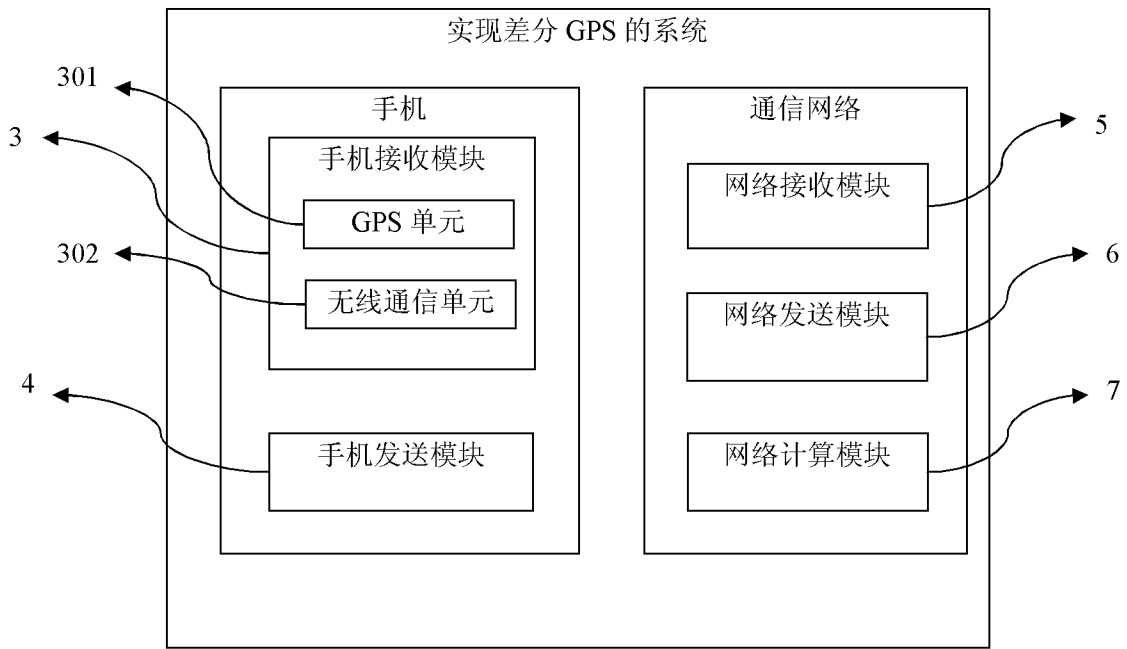 实现差分 GPS 的系统
301
3
302
4
手机
手机接收模块
GPS 单元
无线通信单元
手机发送模块
通信网络
网络接收模块
网络发送模块
网络计算模块
5
6
7